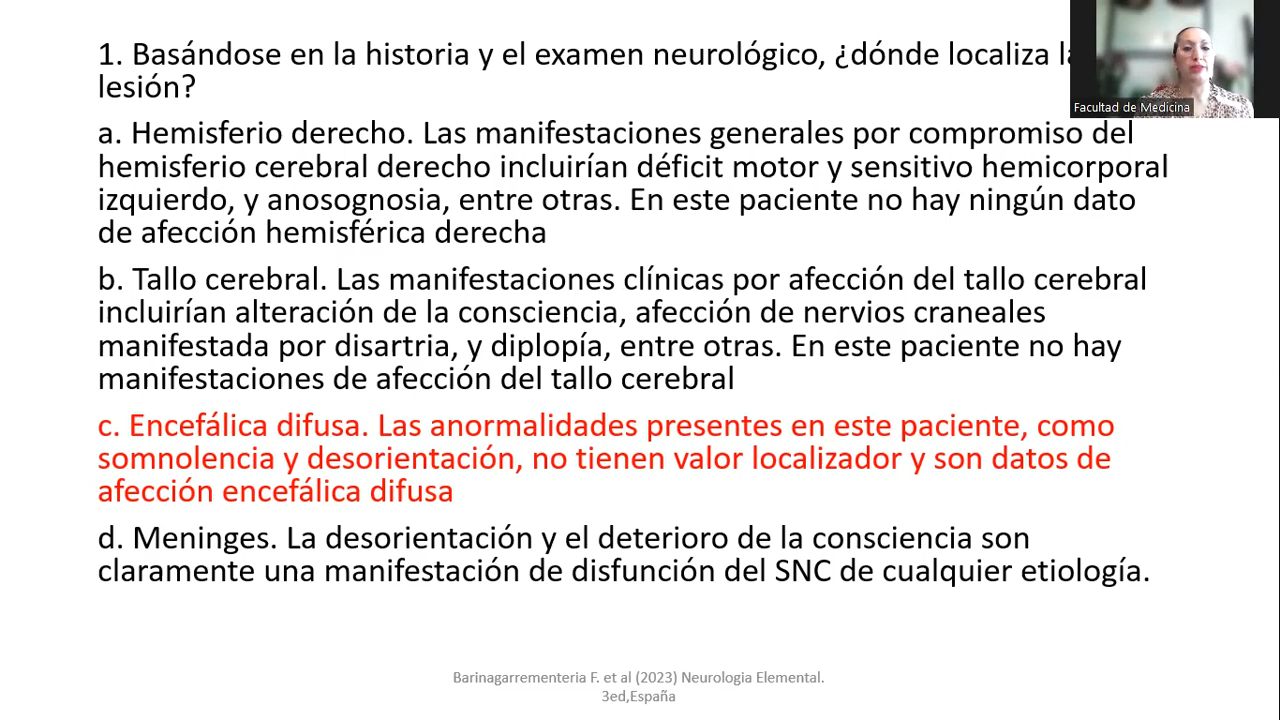 1. Basándose en la historia y el examen neurológico, ¿dónde localiza
lesión?
Facultad de Medicina
a. Hemisferio derecho. Las manifestaciones generales por compromiso del
hemisferio cerebral derecho incluirían déficit motor y sensitivo hemicorporal
izquierdo, y anosognosia, entre otras. En este paciente no hay ningún dato
de afección hemisférica derecha
b. Tallo cerebral. Las manifestaciones clínicas por afección del tallo cerebral
incluirían alteración de la consciencia, afección de nervios craneales
manifestada por disartria, y diplopía, entre otras. En este paciente no hay
manifestaciones de afección del tallo cerebral
c. Encefálica difusa. Las anormalidades presentes en este paciente, como
somnolencia y desorientación, no tienen valor localizador y son datos de
afección encefálica difusa
d. Meninges. La desorientación y el deterioro de la consciencia son
claramente una manifestación de disfunción del SNC de cualquier etiología.
Barinagarrementeria F. et al (2023) Neurologia Elemental.
3ed,España